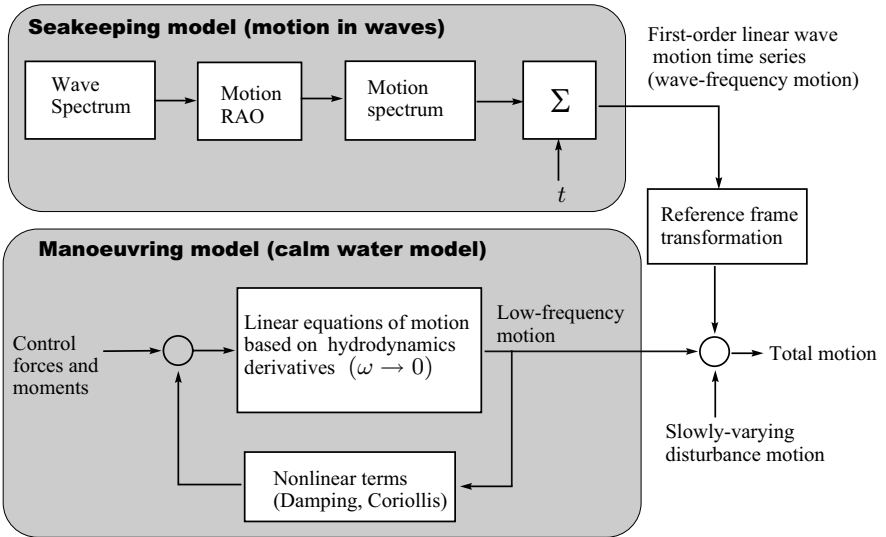 Seakeeping model (motion in waves)
Wave
Spectrum
Motion
RAO
Motion
spectrum
Σ
t
First-order linear wave
motion time series
(wave-frequency motion)
Reference frame
transformation
Manoeuvring model (calm water model)
Control
forces and
moments
Linear equations of motion
based on hydrodynamics
derivatives (ω → 0)
Low-frequency
motion
Total motion
Nonlinear terms
(Damping, Coriollis)
Slowly-varying
disturbance motion